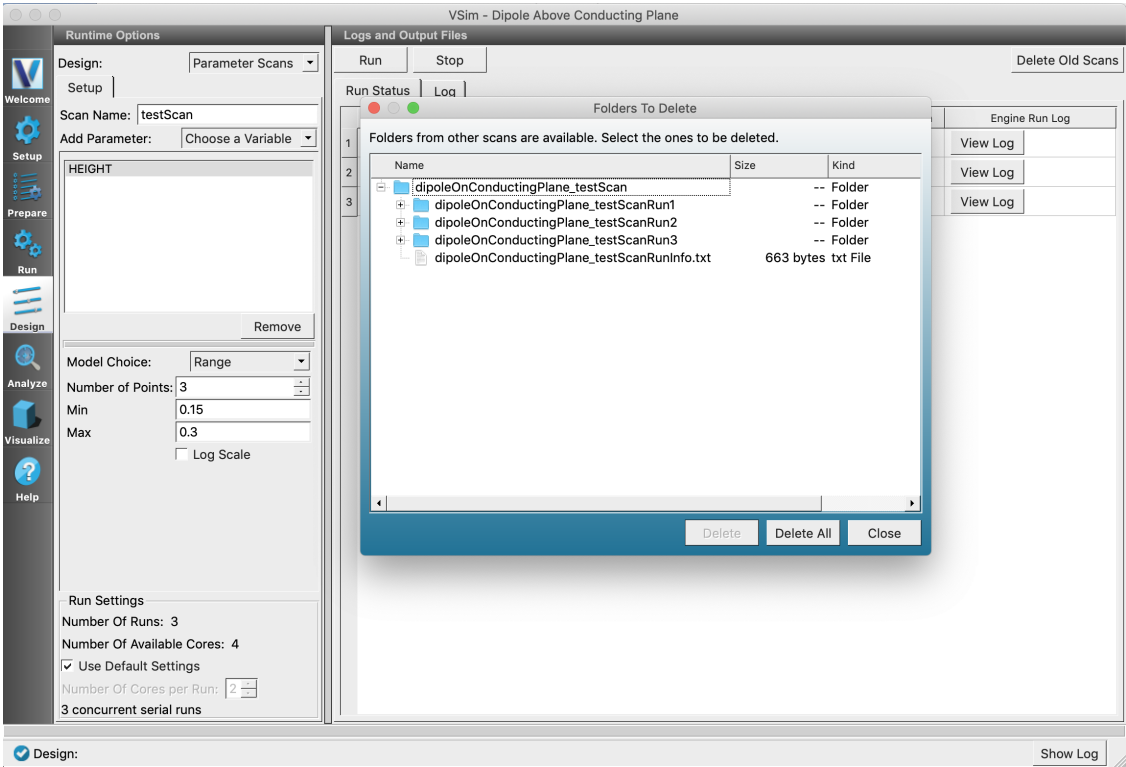 VSim - Dipole Above Conducting Plane
Runtime Options
Logs and Output Files
Welcome
Setup
Prepare
Run
Design
Analyze
Visualize
Help
Design:
Parameter Scans
Setup
Scan Name:
testScan
Add Parameter:
Choose a Variable
HEIGHT
Remove
Model Choice:
Range
Number of Points:
3
Min
0.15
Max
0.3
Log Scale
Run Settings
Number Of Runs: 3
Number Of Available Cores: 4
Use Default Settings
Number Of Cores per Run: 2
3 concurrent serial runs
Run
Stop
Delete Old Scans
Run Status
Log
Engine Run Log
1
View Log
2
View Log
3
View Log
Folders To Delete
Folders from other scans are available. Select the ones to be deleted.
Name Size Kind
dipoleOnConductingPlane_testScan -- Folder
dipoleOnConductingPlane_testScanRun1 -- Folder
dipoleOnConductingPlane_testScanRun2 -- Folder
dipoleOnConductingPlane_testScanRun3 -- Folder
dipoleOnConductingPlane_testScanRunInfo.txt 663 bytes txt File
Delete
Delete All
Close
Design:
Show Log